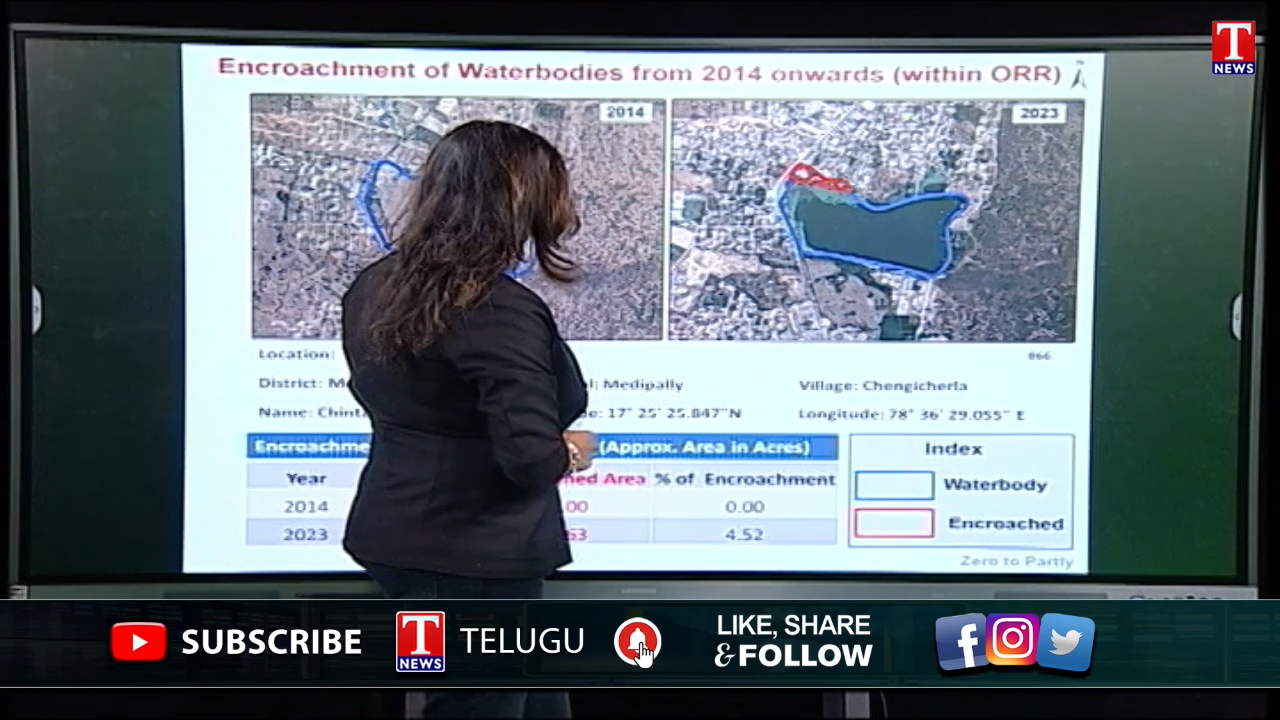 T
NEWS
Encroachment of Waterbodies from 2014 onwards (within ORR)
N
2014
2023
Location:
866
District:
Medipally
Village: Chengicherla
Name:
17° 25' 25.847"N
Longitude: 78° 36' 29.055" E
(Approx. Area in Acres)
Index
Year
Area
% of Encroachment
Waterbody
2014
.00
0.00
Encroached
2023
4.52
Zero to Partly
SUBSCRIBE
T
NEWS
TELUGU
LIKE, SHARE
& FOLLOW